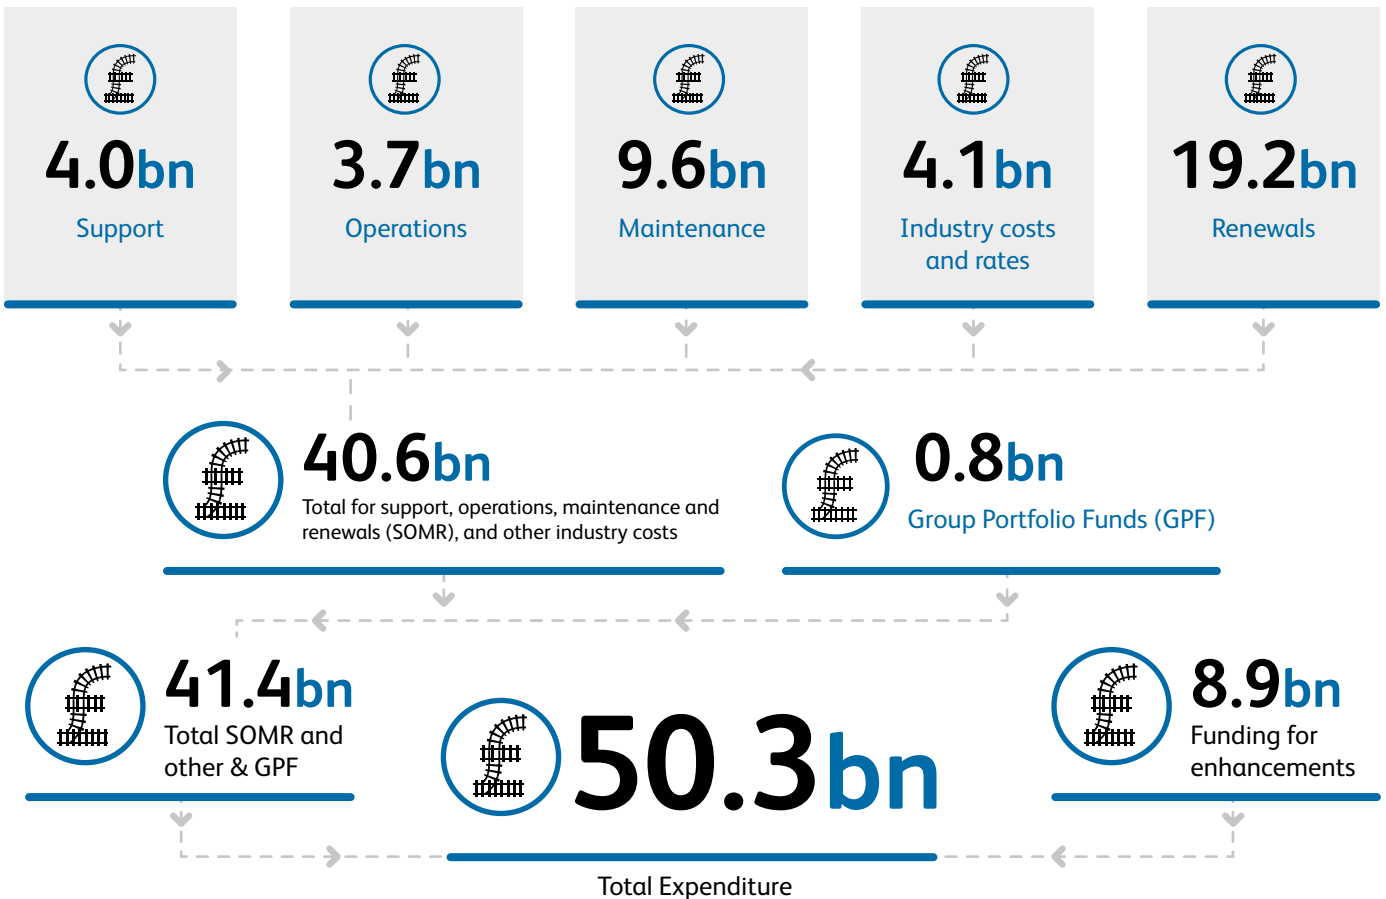 4.0bn
Support
3.7bn
Operations
9.6bn
Maintenance
4.1bn
Industry costs
and rates
19.2bn
Renewals
40.6bn
Total for support, operations, maintenance and
renewals (SOMR), and other industry costs
0.8bn
Group Portfolio Funds (GPF)
41.4bn
Total SOMR and
other & GPF
£50.3bn
Total Expenditure
8.9bn
Funding for
enhancements